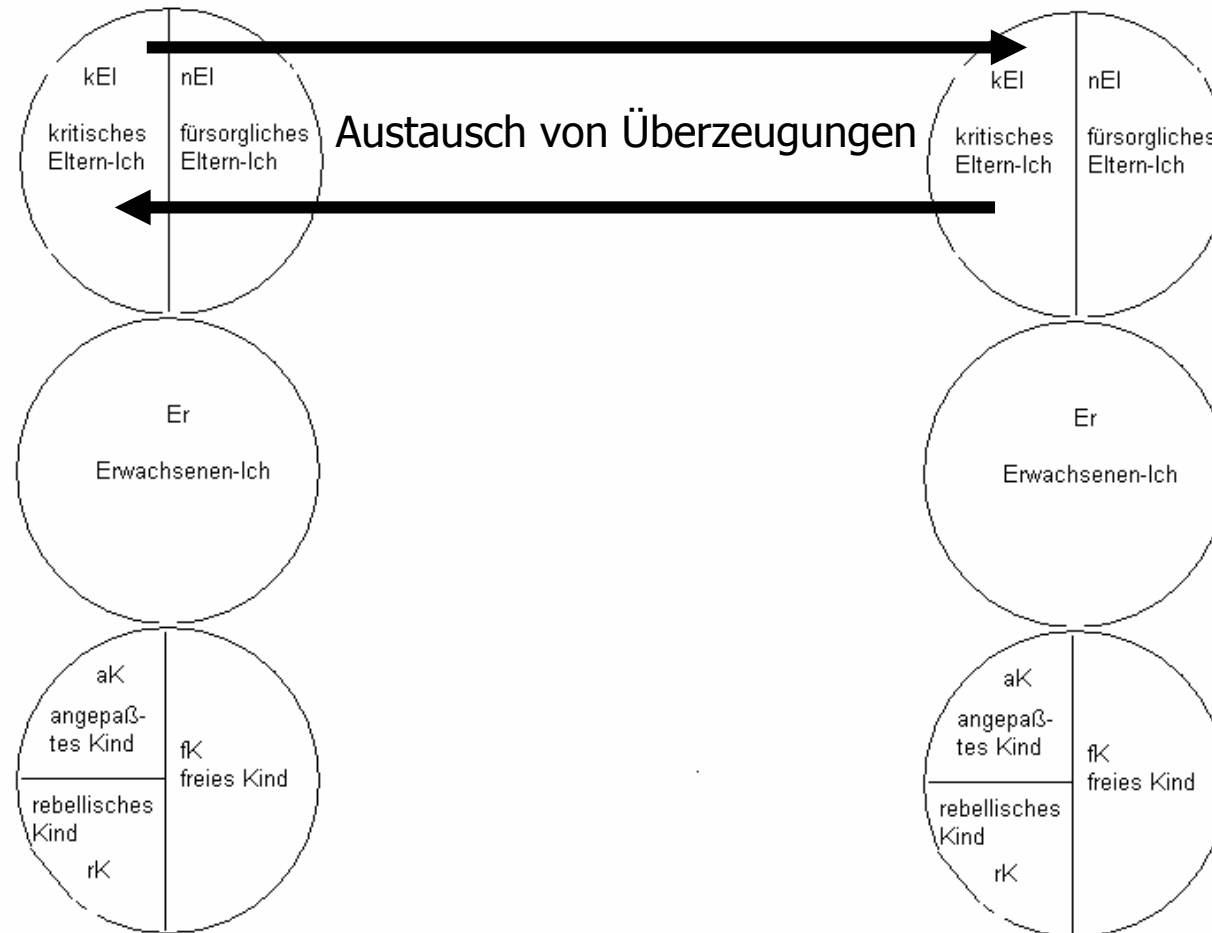 kEl
nEl
kritisches
Eltern-Ich
fürsorgliches
Eltern-Ich
Austausch von Überzeugungen
kEl
nEl
kritisches
Eltern-Ich
fürsorgliches
Eltern-Ich
Er
Erwachsenen-Ich
Er
Erwachsenen-Ich
aK
angepaß-
tes Kind
fK
freies Kind
rebellisches
Kind
rK
aK
angepaß-
tes Kind
fK
freies Kind
rebellisches
Kind
rK